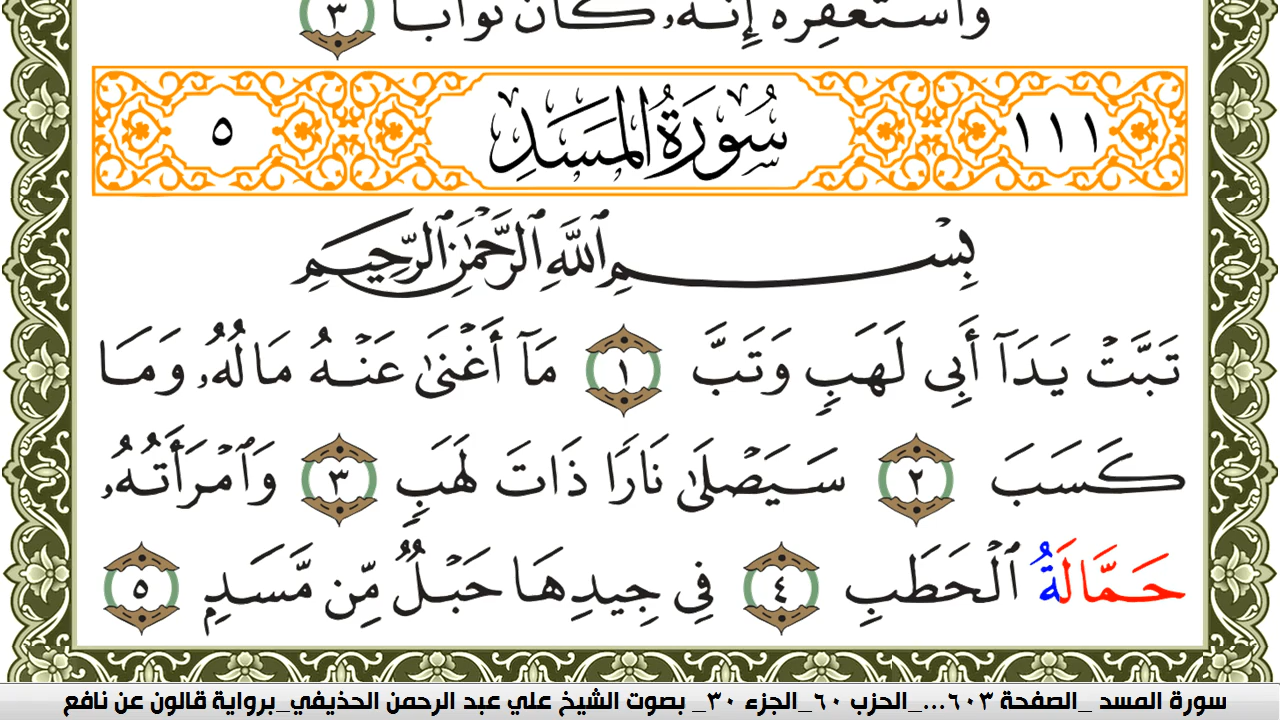 وَاسْتَغْفِرْهُ إِنَّهُۥ كَانَ تَوَّابًا ٣
١١١ سُورَةُ الْمَسَدِ ٥
بِسْمِ ٱللَّهِ ٱلرَّحْمَٰنِ ٱلرَّحِيمِ
تَبَّتْ يَدَآ أَبِي لَهَبٍ وَتَبَّ ١ مَآ أَغْنَىٰ عَنْهُ مَالُهُۥ وَمَا
كَسَبَ ٢ سَيَصْلَىٰ نَارًا ذَاتَ لَهَبٍ ٣ وَٱمْرَأَتُهُۥ
حَمَّالَةُ ٱلْحَطَبِ ٤ فِي جِيدِهَا حَبْلٌ مِّن مَّسَدٍ ٥
سورة المسد _الصفحة ٦٠٣..._الحزب ٦٠_الجزء ٣٠_ بصوت الشيخ علي عبد الرحمن الحذيفي_برواية قالون عن نافع